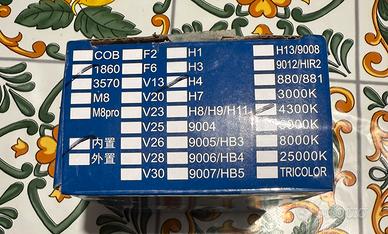 COB
1860
3570
M8
M8pro
内置
外置
F2
F6
V13
V20
V23
V25
V26
V28
V30
H1
H3
H4
H7
H8/H9/H11
9004
9005/HB3
9006/HB4
9007/HB5
H13/9008
9012/HIR2
880/881
3000K
4300K
8000K
25000K
TRICOLOR